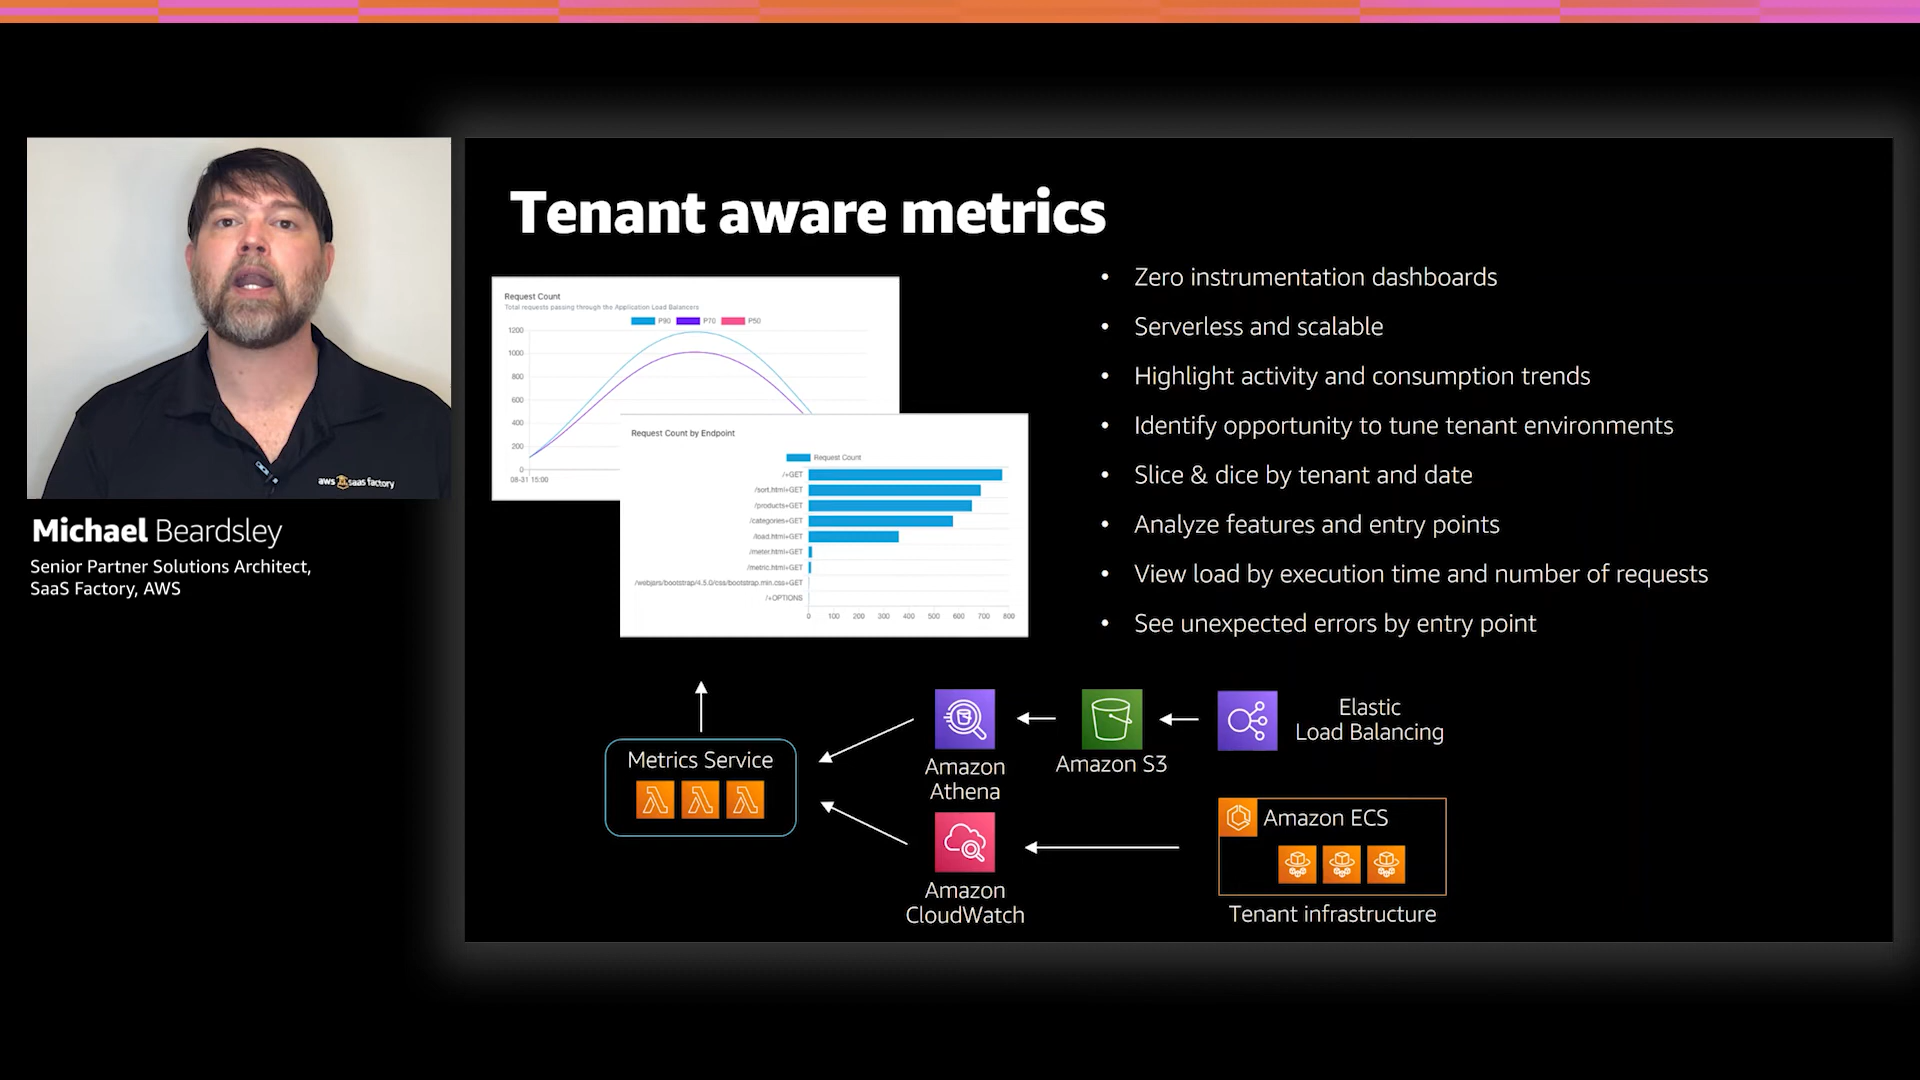 aws saas factory
Michael Beardsley
Senior Partner Solutions Architect,
SaaS Factory, AWS
Tenant aware metrics
Request Count
Total requests passing through the Application Load Balancers
P90 P70 P50
1200
1000
800
600
400
200
0
08-31 15:00
Request Count by Endpoint
Request Count
/+GET
/sort.html+GET
/products+GET
/categories+GET
/load.html+GET
/meter.html+GET
/metric.html+GET
/webjars/bootstrap/4.5.0/css/bootstrap.min.css+GET
/+OPTIONS
0 100 200 300 400 500 600 700 800
• Zero instrumentation dashboards
• Serverless and scalable
• Highlight activity and consumption trends
• Identify opportunity to tune tenant environments
• Slice & dice by tenant and date
• Analyze features and entry points
• View load by execution time and number of requests
• See unexpected errors by entry point
Metrics Service
Amazon
Athena
Amazon S3
Elastic
Load Balancing
Amazon
CloudWatch
Amazon ECS
Tenant infrastructure